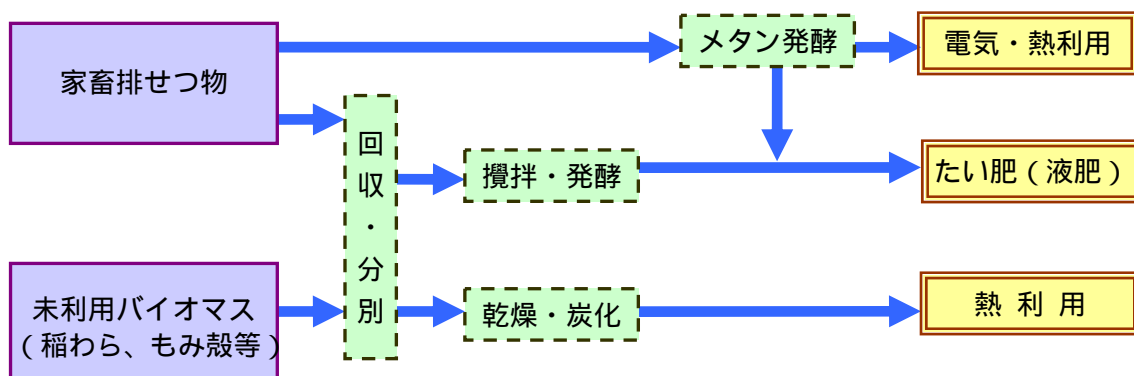 家畜排せつ物
メタン発酵
電気・熱利用
回収・分別
攪拌・発酵
たい肥（液肥）
未利用バイオマス
（稲わら、もみ殻等）
乾燥・炭化
熱 利 用